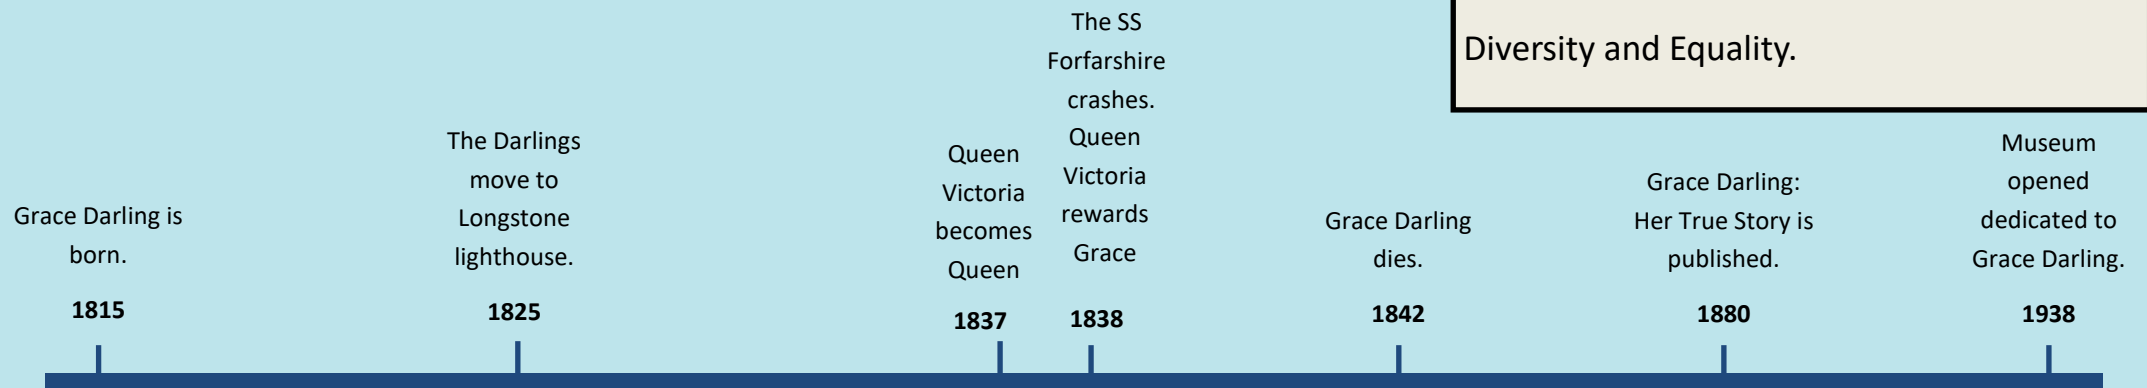 Diversity and Equality.
Grace Darling is
born.
1815
The Darlings
move to
Longstone
lighthouse.
1825
Queen
Victoria
becomes
Queen
1837
The SS
Forfarshire
crashes.
Queen
Victoria
rewards
Grace
1838
Grace Darling
dies.
1842
Grace Darling:
Her True Story is
published.
1880
Museum
opened
dedicated to
Grace Darling.
1938